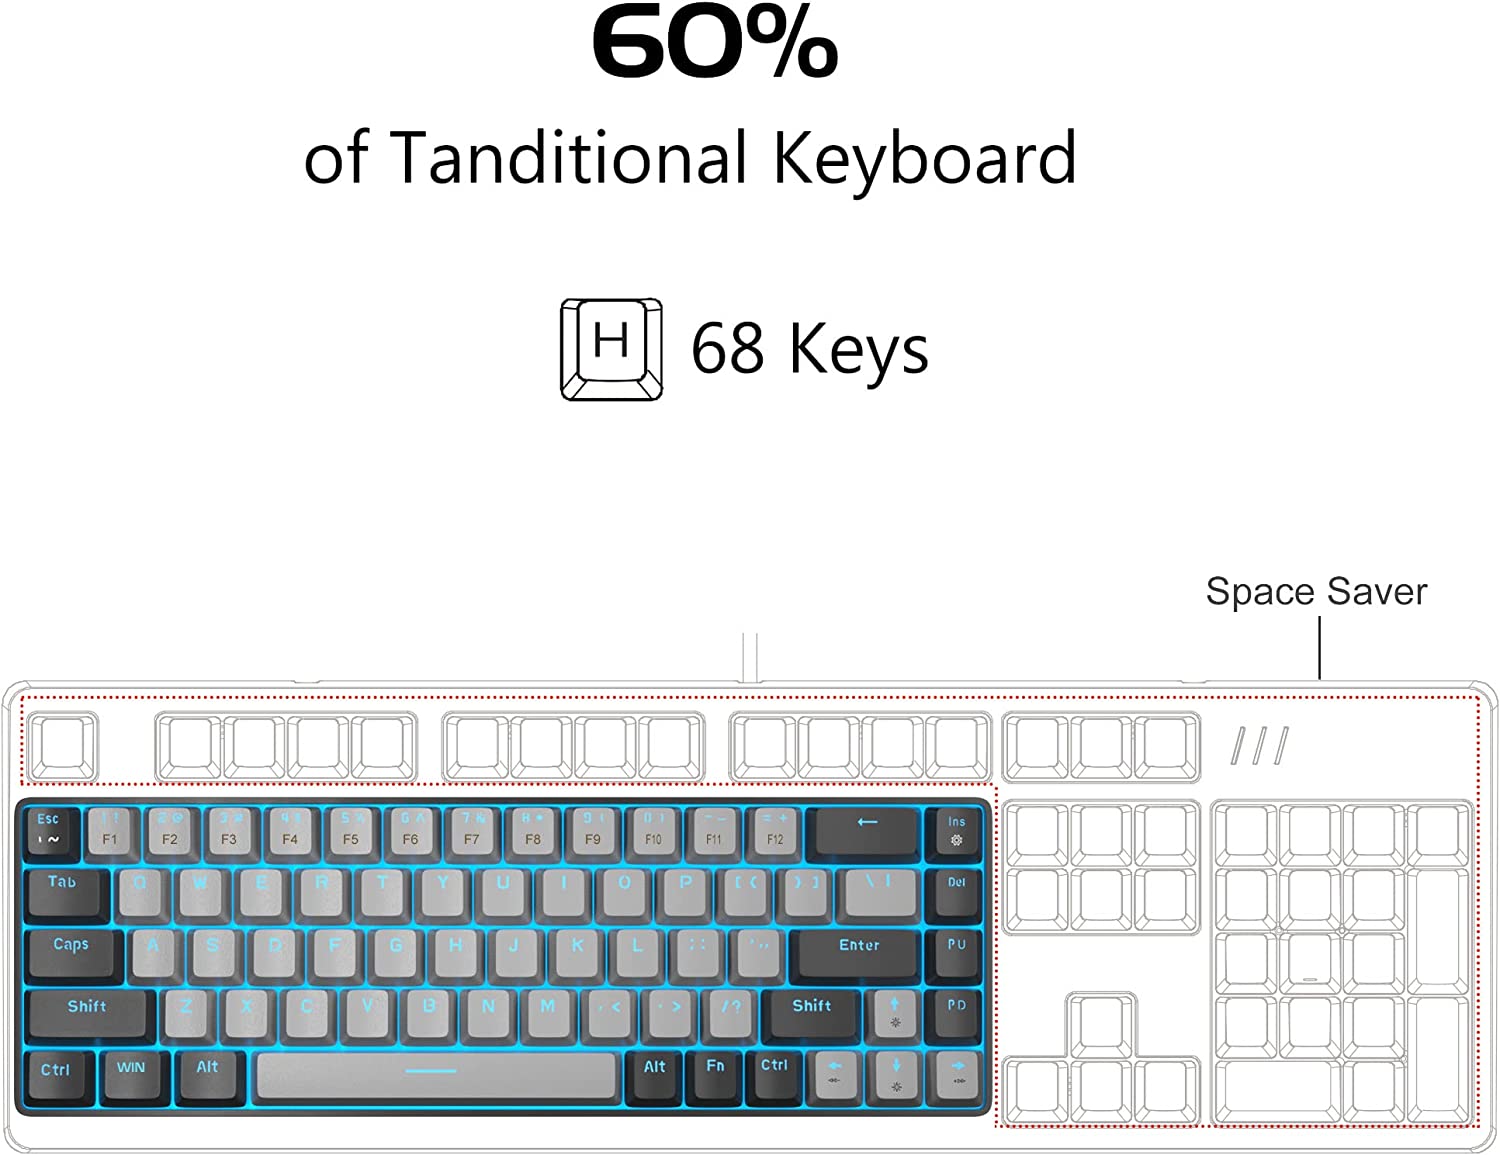 60%
of Tanditional Keyboard
H
68 Keys
Space Saver
Esc F1 F2 F3 F4 F5 F6 F7 F8 F9 F10 F11 F12 ← Ins
Tab Q W E R T Y U I O P [ { } ] \ | Del
Caps A S D F G H J K L ; : ' " Enter PU
Shift Z X C V B N M , < . > / ? Shift ↑ PD
Ctrl WIN Alt Alt Fn Ctrl ← ↓ →